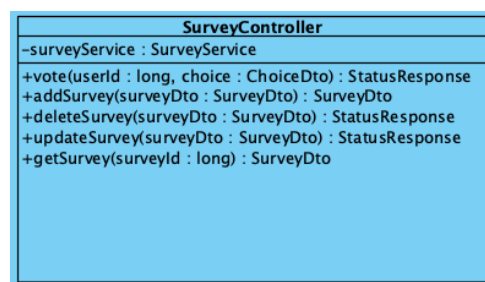 SurveyController
-surveyService : SurveyService
+vote(userId : long, choice : ChoiceDto) : StatusResponse
+addSurvey(surveyDto : SurveyDto) : SurveyDto
+deleteSurvey(surveyDto : SurveyDto) : StatusResponse
+updateSurvey(surveyDto : SurveyDto) : StatusResponse
+getSurvey(surveyId : long) : SurveyDto